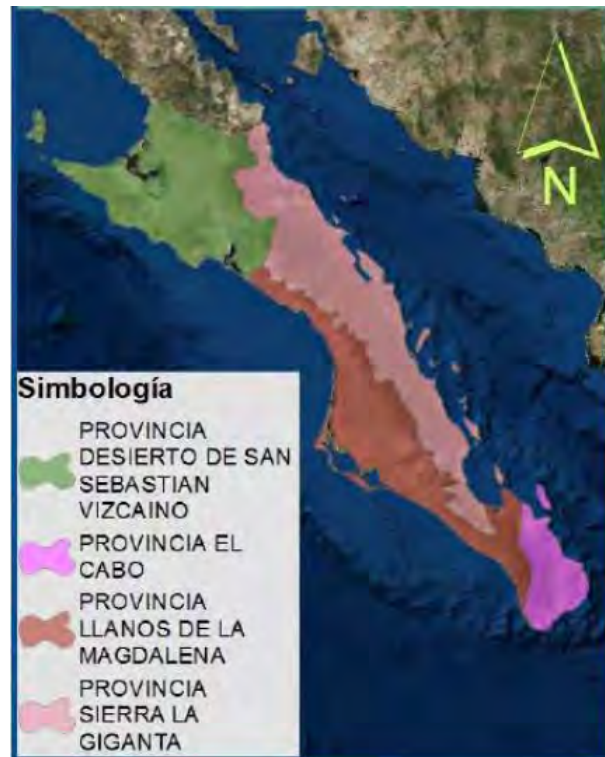 N
Simbología
PROVINCIA
DESIERTO DE SAN
SEBASTIAN
VIZCAINO
PROVINCIA EL
CABO
PROVINCIA
LLANOS DE LA
MAGDALENA
PROVINCIA
SIERRA LA
GIGANTA